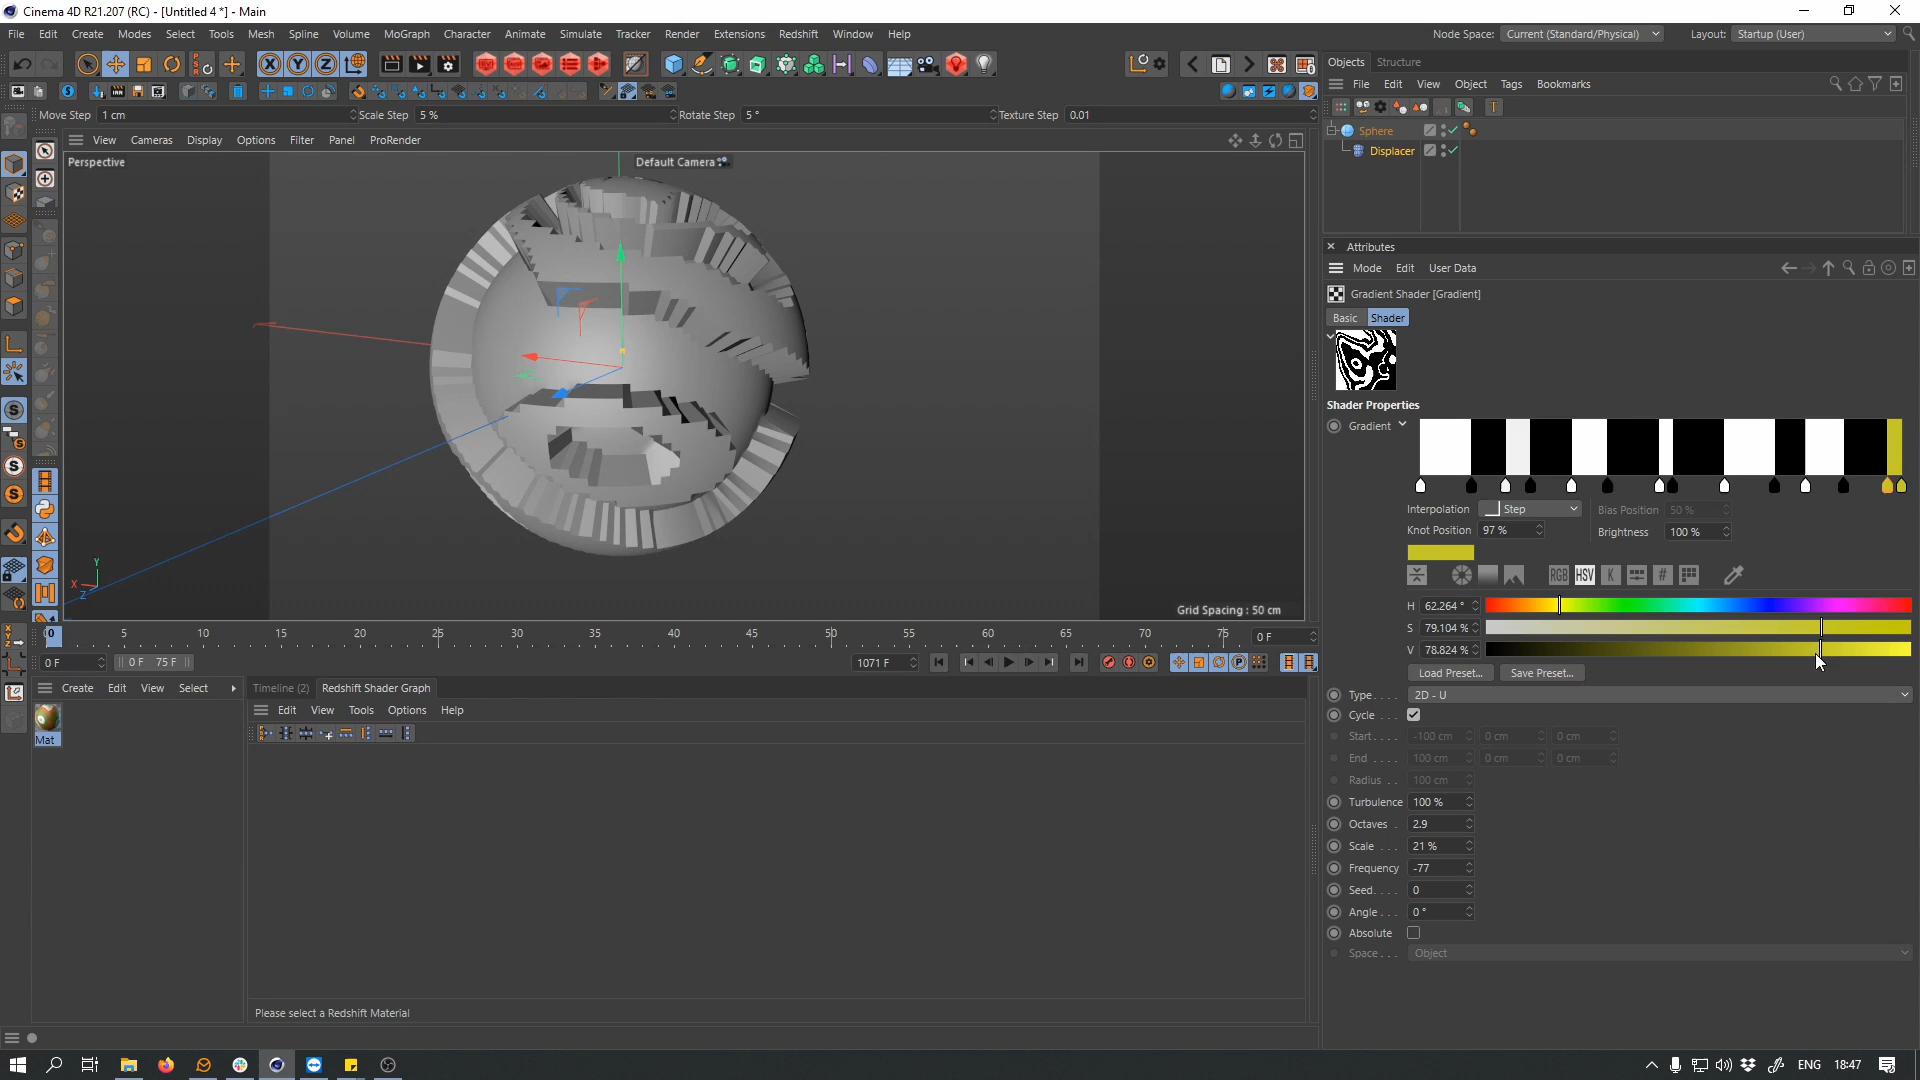 Cinema 4D R21.207 (RC) - [Untitled 4 *] - Main
File Edit Create Modes Select Tools Mesh Spline Volume MoGraph Character Animate Simulate Tracker Render Extensions Redshift Window Help
Node Space: Current (Standard/Physical) Layout: Startup (User)
Objects Structure
File Edit View Object Tags Bookmarks
Move Step 1 cm Scale Step 5 % Rotate Step 5 ° Texture Step 0.01
View Cameras Display Options Filter Panel ProRender
Perspective
Default Camera
Sphere
Displacer
Attributes
Mode Edit User Data
Gradient Shader [Gradient]
Basic Shader
Shader Properties
Gradient
Interpolation Step Bias Position 50 %
Knot Position 97 % Brightness 100 %
RGB HSV K #
H 62.264 °
S 79.104 %
V 78.824 %
Load Preset... Save Preset...
Type . . . . 2D - U
Cycle . . .
Start . . . . -100 cm 0 cm 0 cm
End . . . . 100 cm 0 cm 0 cm
Radius . . 100 cm
Turbulence 100 %
Octaves . 2.9
Scale . . . 21 %
Frequency -77
Seed. . . . 0
Angle . . . 0 °
Absolute
Space . . . Object
Y
X
Z
Grid Spacing : 50 cm
0 5 10 15 20 25 30 35 40 45 50 55 60 65 70 75 0 F
0 F 0 F 75 F 1071 F
Create Edit View Select
Timeline (2) Redshift Shader Graph
Edit View Tools Options Help
Mat
Please select a Redshift Material
ENG 18:47